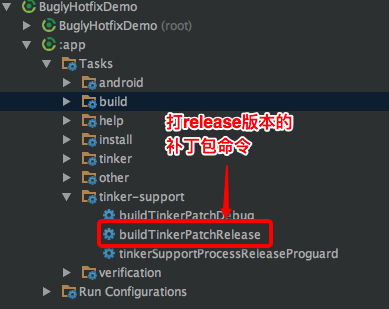 BuglyHotfixDemo
BuglyHotfixDemo (root)
:app
Tasks
android
build
help
install
tinker
other
tinker-support
buildTinkerPatchDebug
buildTinkerPatchRelease
tinkerSupportProcessReleaseProguard
verification
Run Configurations
打release版本的
补丁包命令